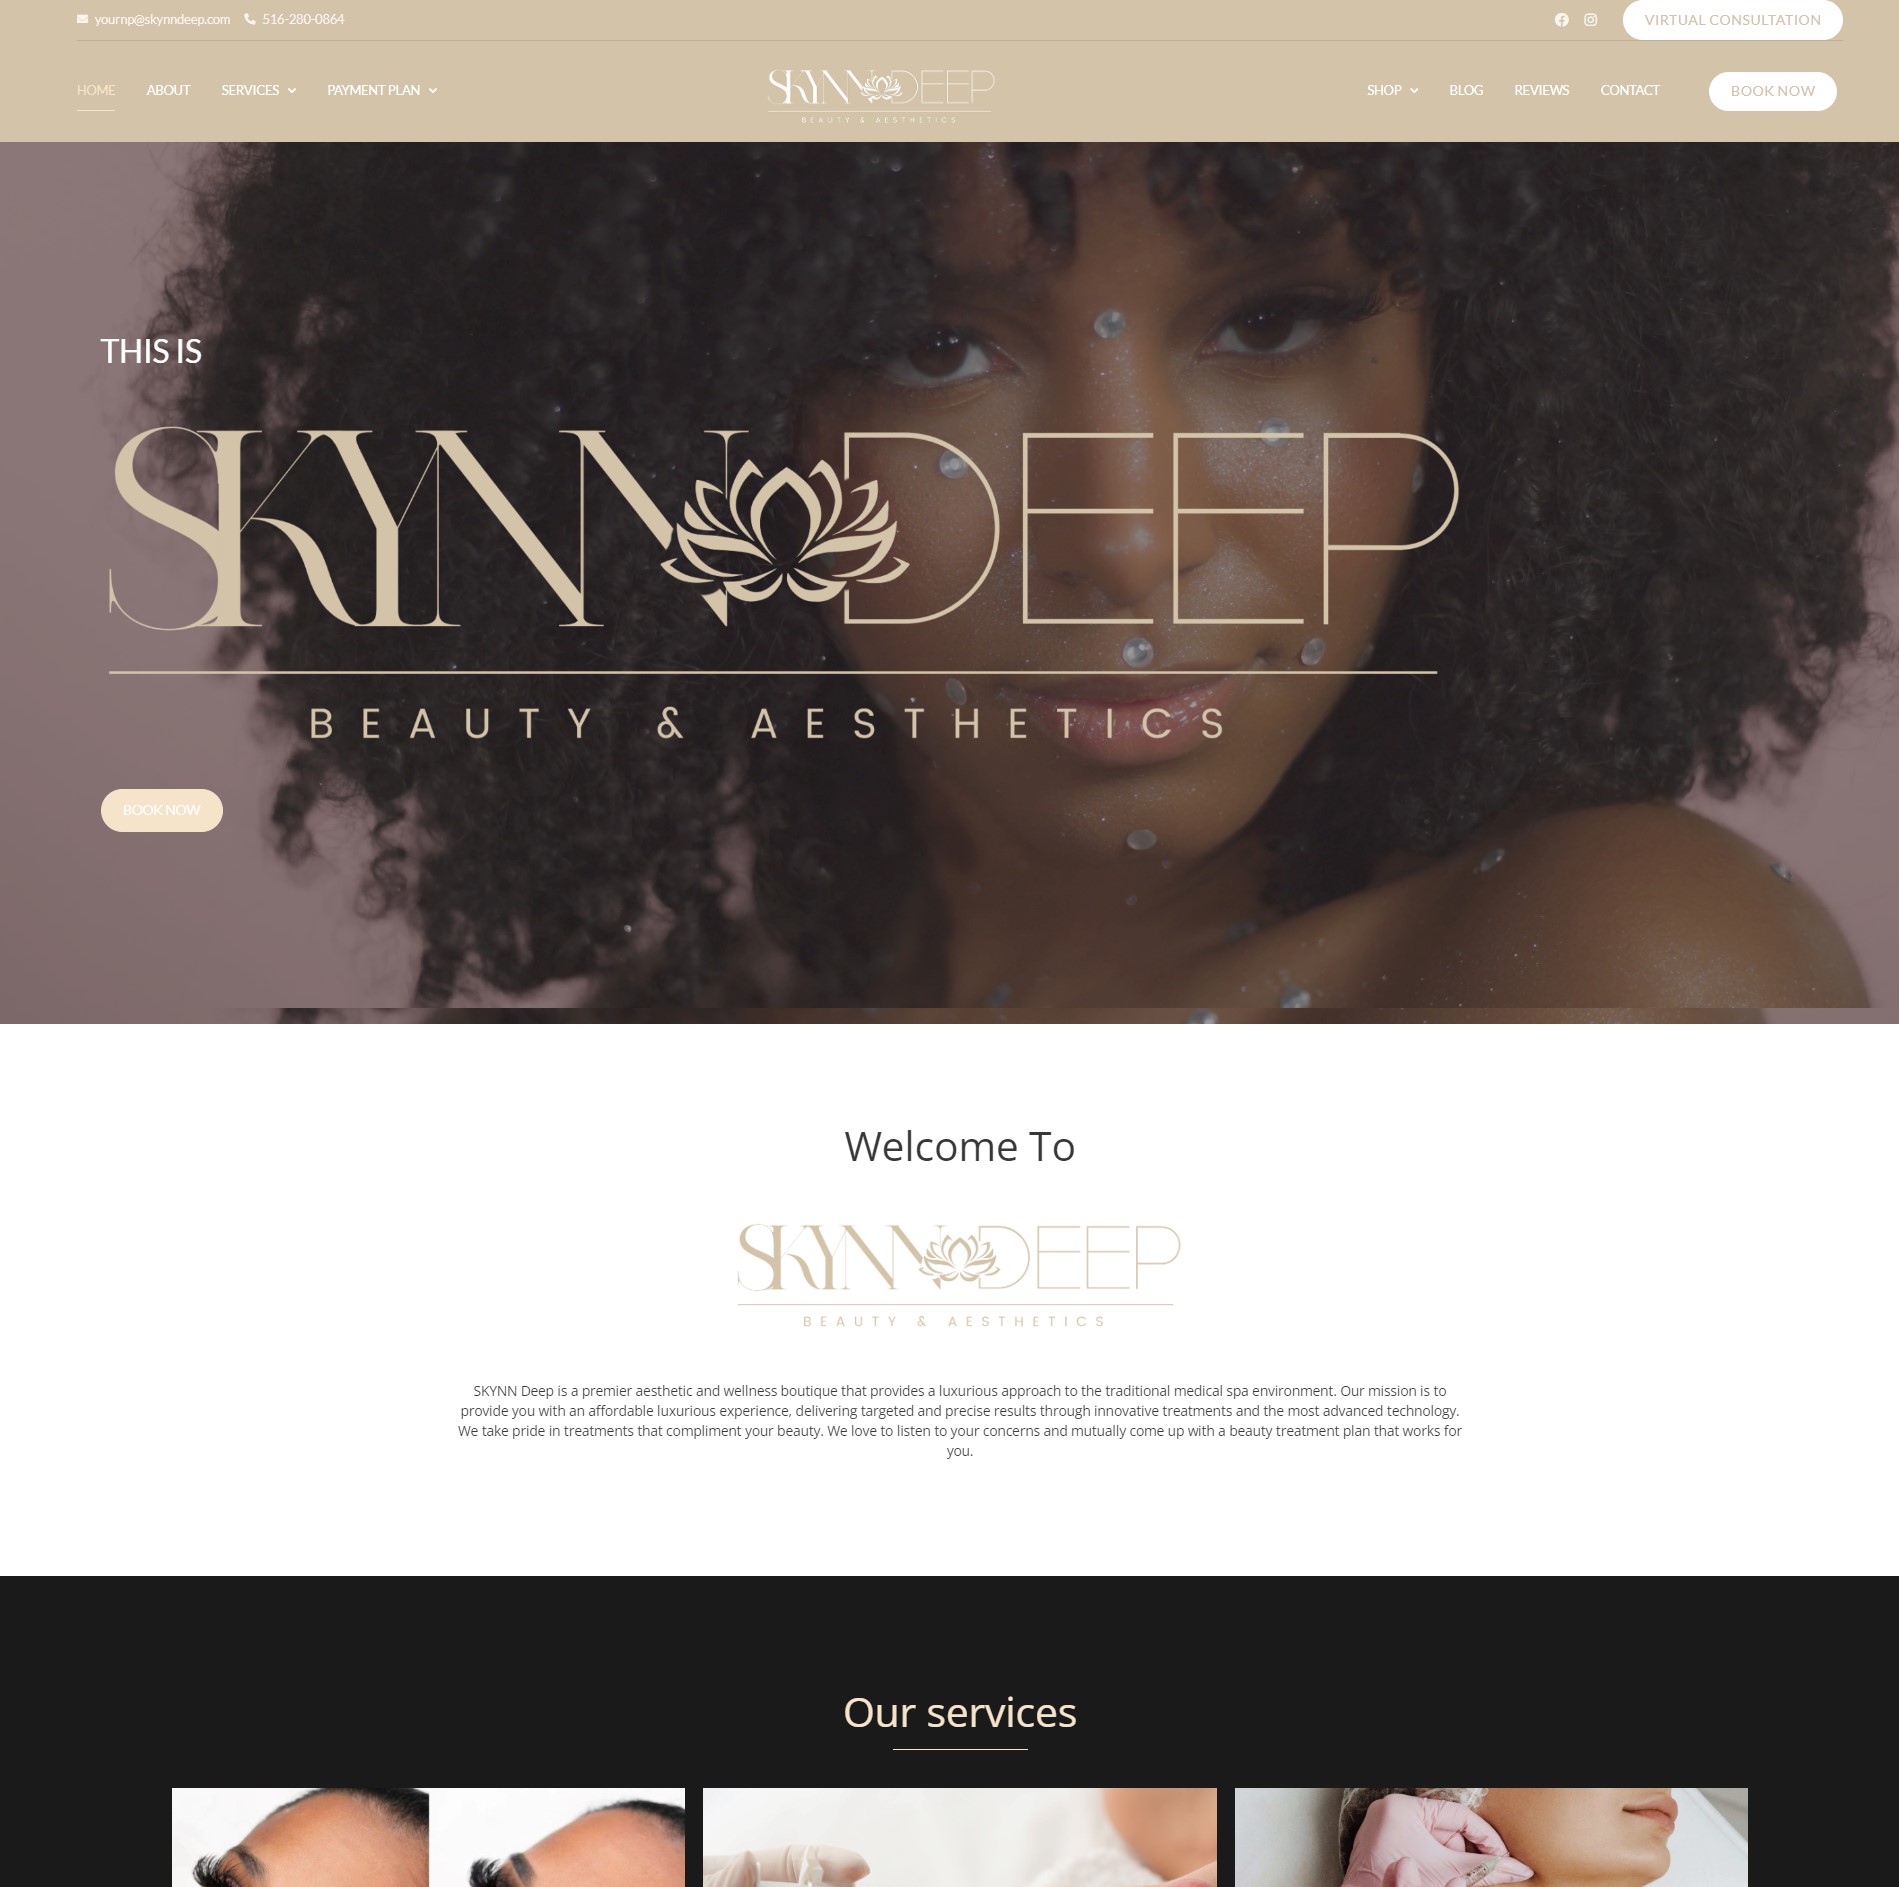 yournp@skynndeep.com 516-280-0864 VIRTUAL CONSULTATION
HOME ABOUT SERVICES PAYMENT PLAN SKYNN DEEP SHOP BLOG REVIEWS CONTACT BOOK NOW
BEAUTY & AESTHETICS
THIS IS
SKYNN DEEP
BEAUTY & AESTHETICS
BOOK NOW
Welcome To
SKYNN DEEP
BEAUTY & AESTHETICS
SKYNN Deep is a premier aesthetic and wellness boutique that provides a luxurious approach to the traditional medical spa environment. Our mission is to
provide you with an affordable luxurious experience, delivering targeted and precise results through innovative treatments and the most advanced technology.
We take pride in treatments that compliment your beauty. We love to listen to your concerns and mutually come up with a beauty treatment plan that works for
you.
Our services